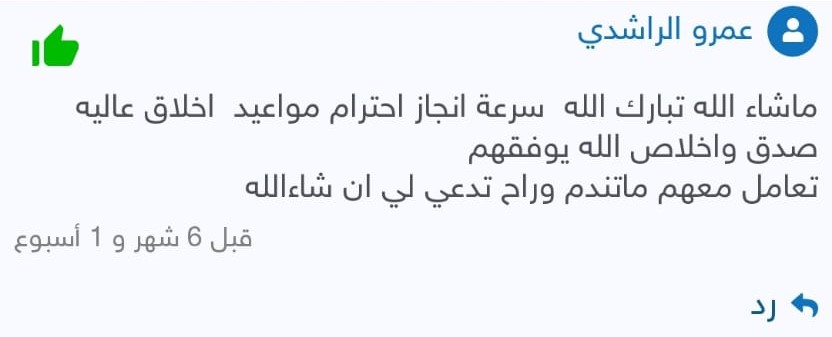 عمرو الراشدي
ماشاء الله تبارك الله سرعة انجاز احترام مواعيد اخلاق عاليه
صدق واخلاص الله يوفقهم
تعامل معهم ماتندم وراح تدعي لي ان شاءالله
قبل 6 شهر و 1 أسبوع
رد